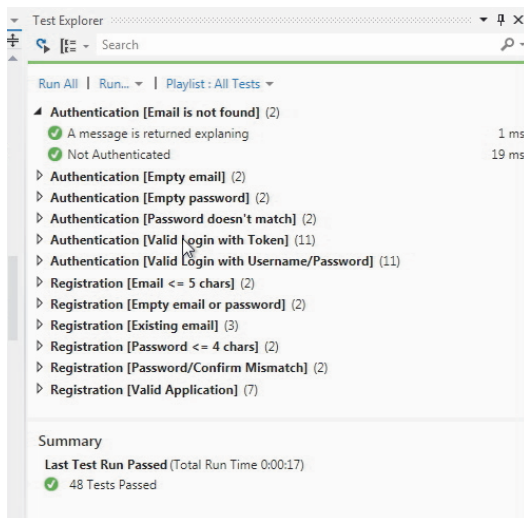 Test Explorer
Search
Run All | Run... | Playlist : All Tests
Authentication [Email is not found] (2)
A message is returned explaning 1 ms
Not Authenticated 19 ms
Authentication [Empty email] (2)
Authentication [Empty password] (2)
Authentication [Password doesn't match] (2)
Authentication [Valid Login with Token] (11)
Authentication [Valid Login with Username/Password] (11)
Registration [Email <= 5 chars] (2)
Registration [Empty email or password] (2)
Registration [Existing email] (3)
Registration [Password <= 4 chars] (2)
Registration [Password/Confirm Mismatch] (2)
Registration [Valid Application] (7)
Summary
Last Test Run Passed (Total Run Time 0:00:17)
48 Tests Passed